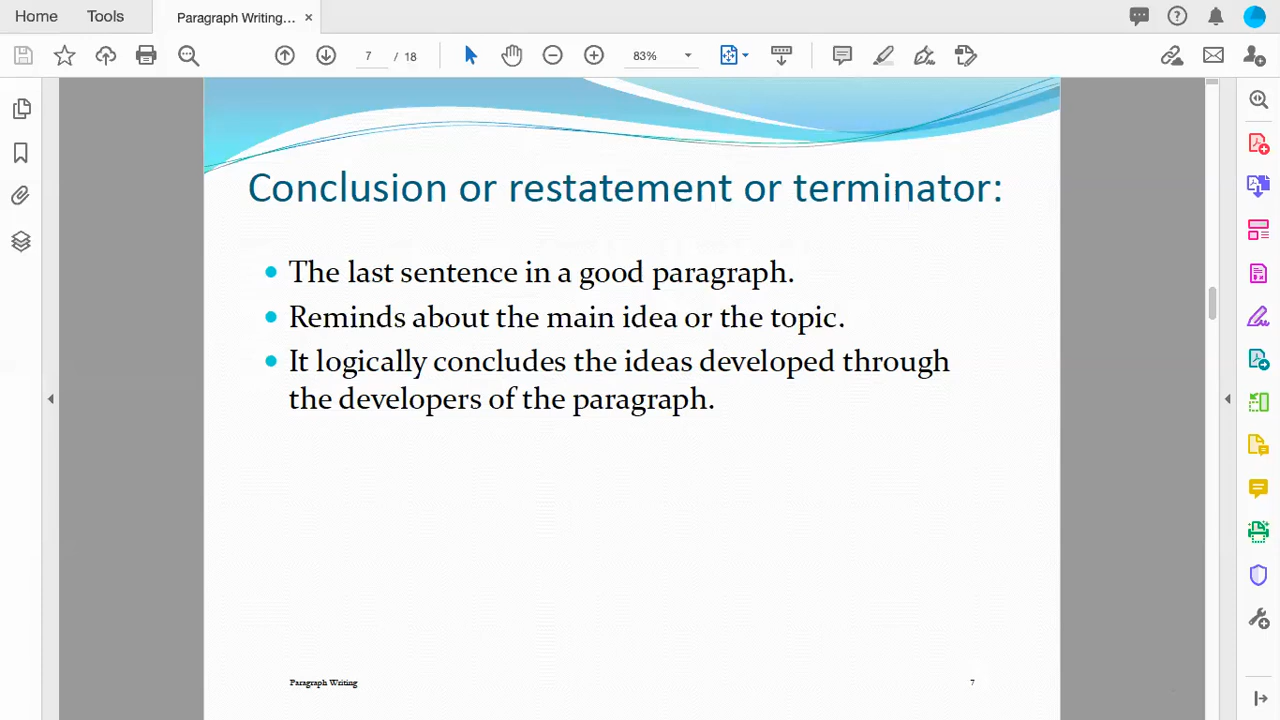 Home Tools Paragraph Writing... ×
7 / 18 83%
Conclusion or restatement or terminator:
• The last sentence in a good paragraph.
• Reminds about the main idea or the topic.
• It logically concludes the ideas developed through
the developers of the paragraph.
Paragraph Writing 7